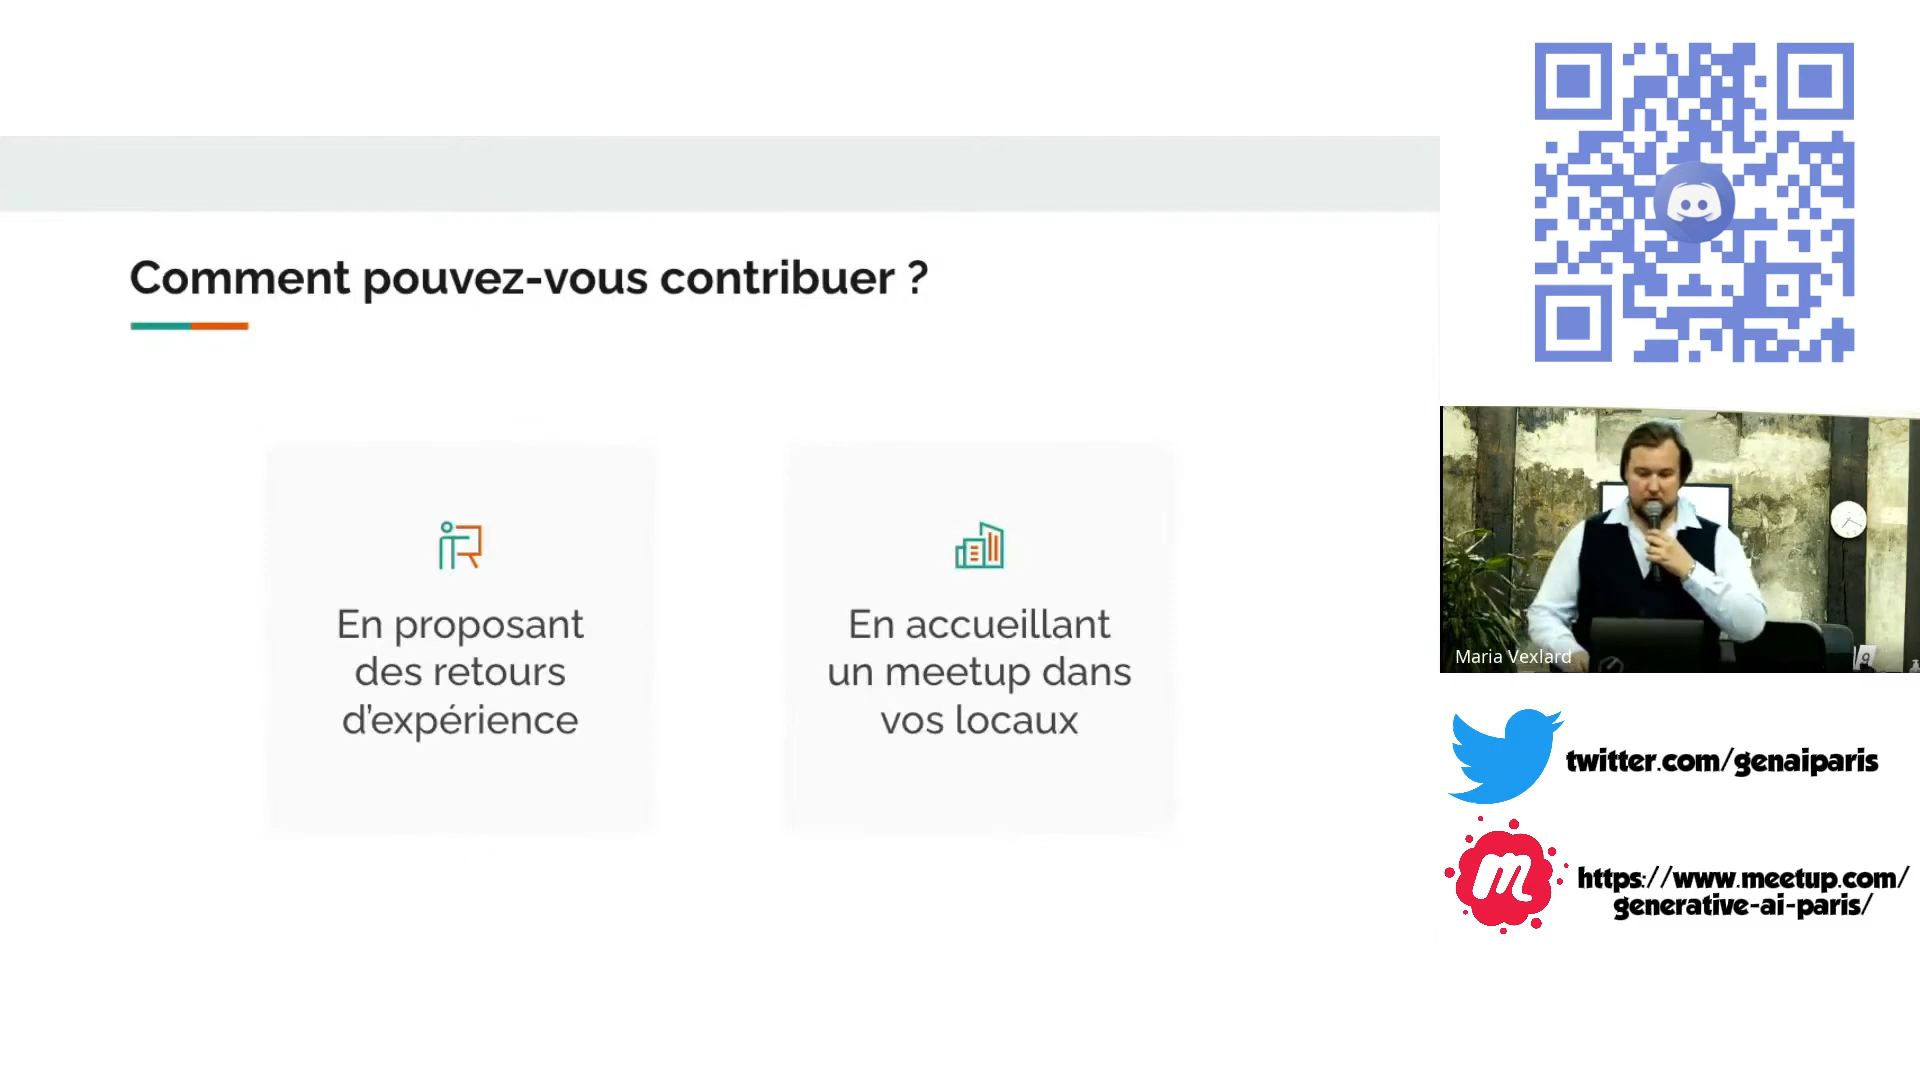 Comment pouvez-vous contribuer ?
En proposant
des retours
d'expérience
En accueillant
un meetup dans
vos locaux
Maria Vexlard
twitter.com/genaiparis
https://www.meetup.com/
generative-ai-paris/